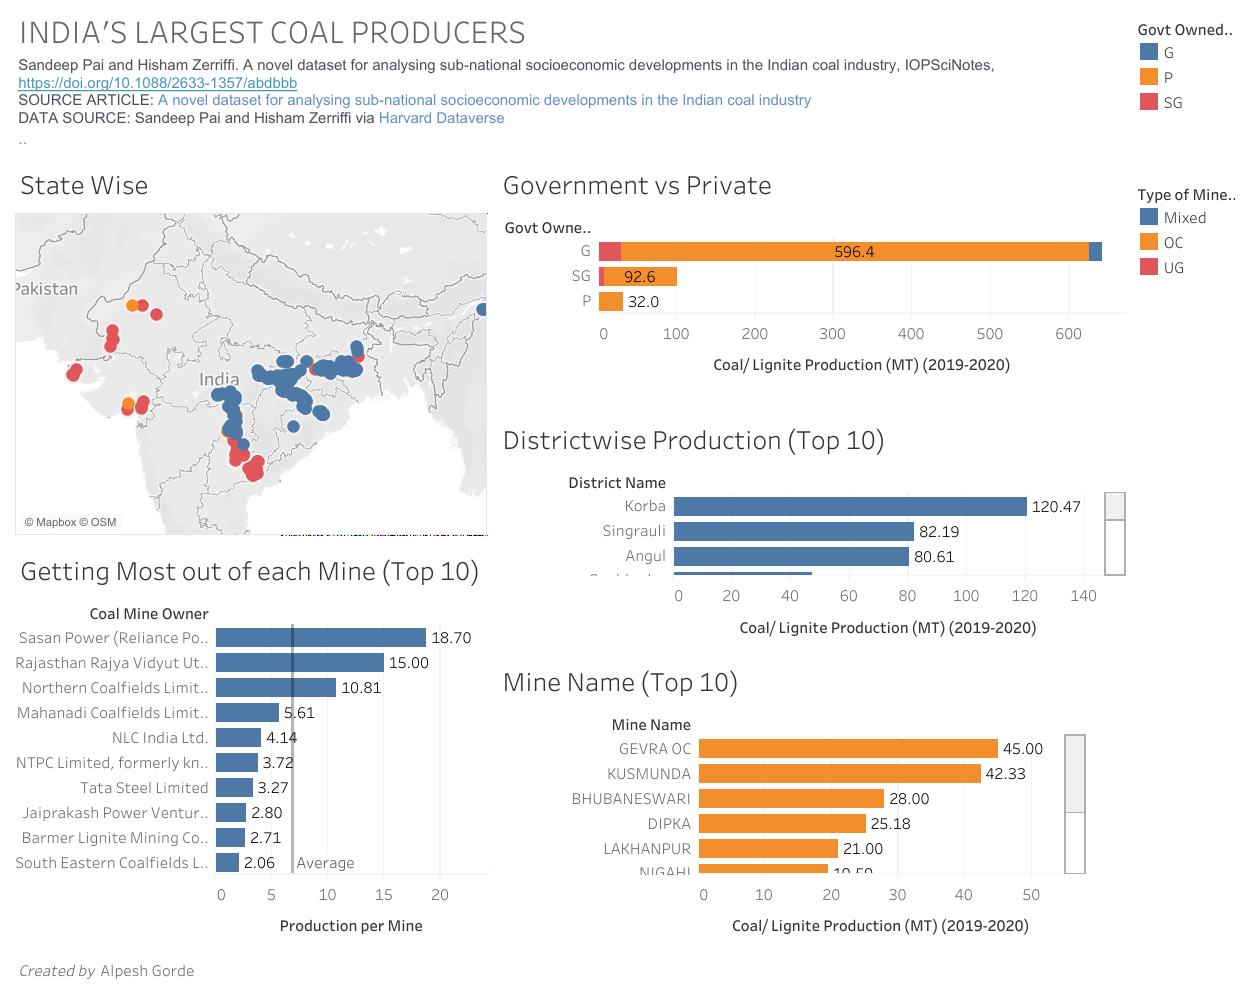 INDIA'S LARGEST COAL PRODUCERS
Sandeep Pai and Hisham Zerriffi. A novel dataset for analysing sub-national socioeconomic developments in the Indian coal industry, IOPSciNotes,
https://doi.org/10.1088/2633-1357/abdbbb
SOURCE ARTICLE: A novel dataset for analysing sub-national socioeconomic developments in the Indian coal industry
DATA SOURCE: Sandeep Pai and Hisham Zerriffi via Harvard Dataverse
..
Govt Owned..
G
P
SG
State Wise
Pakistan
India
© Mapbox © OSM
Government vs Private
Govt Owne..
G 596.4
SG 92.6
P 32.0
0 100 200 300 400 500 600
Coal/ Lignite Production (MT) (2019-2020)
Type of Mine..
Mixed
OC
UG
Districtwise Production (Top 10)
District Name
Korba 120.47
Singrauli 82.19
Angul 80.61
0 20 40 60 80 100 120 140
Coal/ Lignite Production (MT) (2019-2020)
Getting Most out of each Mine (Top 10)
Coal Mine Owner
Sasan Power (Reliance Po.. 18.70
Rajasthan Rajya Vidyut Ut.. 15.00
Northern Coalfields Limit.. 10.81
Mahanadi Coalfields Limit.. 5.61
NLC India Ltd. 4.14
NTPC Limited, formerly kn.. 3.72
Tata Steel Limited 3.27
Jaiprakash Power Ventur.. 2.80
Barmer Lignite Mining Co.. 2.71
South Eastern Coalfields L.. 2.06 Average
0 5 10 15 20
Production per Mine
Mine Name (Top 10)
Mine Name
GEVRA OC 45.00
KUSMUNDA 42.33
BHUBANESWARI 28.00
DIPKA 25.18
LAKHANPUR 21.00
NIGAHI
0 10 20 30 40 50
Coal/ Lignite Production (MT) (2019-2020)
Created by Alpesh Gorde